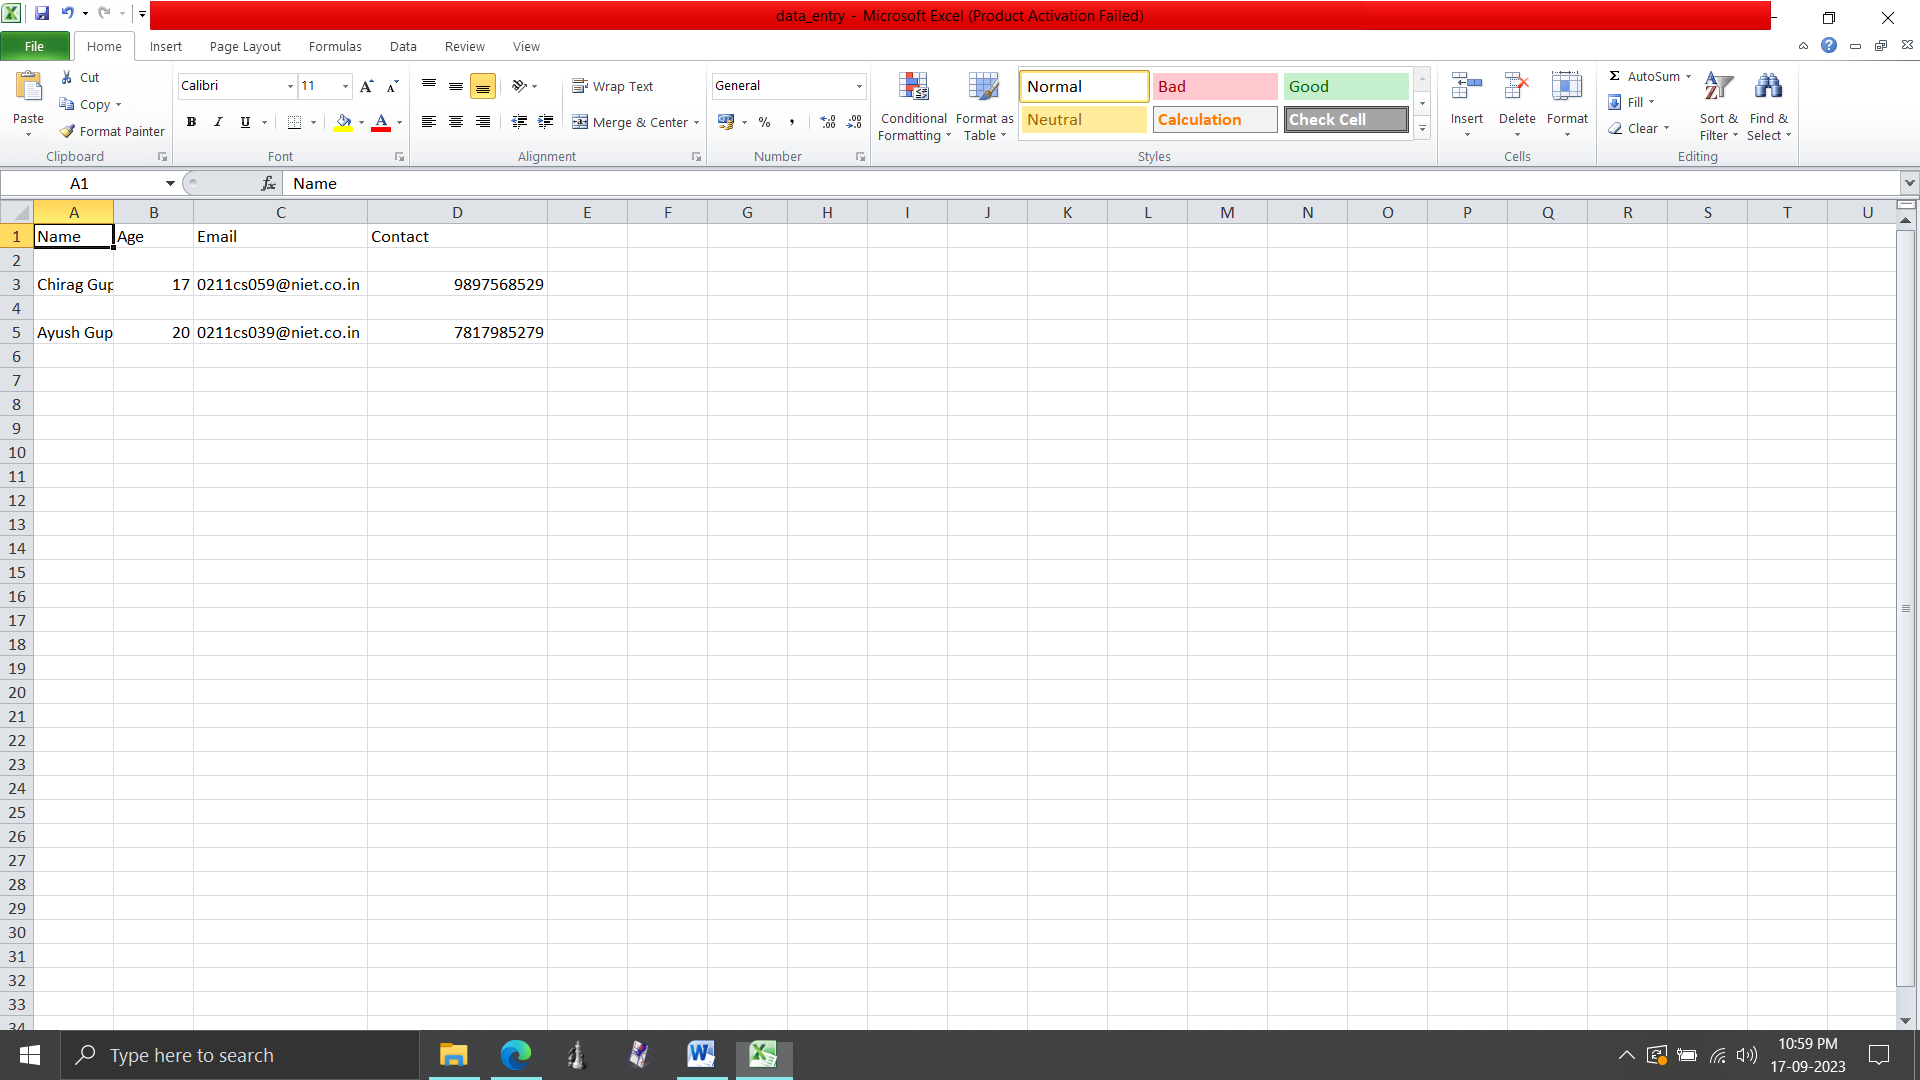 data_entry - Microsoft Excel (Product Activation Failed)
File Home Insert Page Layout Formulas Data Review View
Paste
Cut
Copy
Format Painter
Clipboard
Calibri 11
B I U
Font
Wrap Text
Merge & Center
Alignment
General
%
Number
Conditional Formatting
Format as Table
Normal Bad Good
Neutral Calculation Check Cell
Styles
Insert Delete Format
Cells
Σ AutoSum
Fill
Clear
Sort & Filter
Find & Select
Editing
A1 fx Name
A B C D E F G H I J K L M N O P Q R S T U
1 Name Age Email Contact
2
3 Chirag Gup 17 0211cs059@niet.co.in 9897568529
4
5 Ayush Gup 20 0211cs039@niet.co.in 7817985279
6
7
8
9
10
11
12
13
14
15
16
17
18
19
20
21
22
23
24
25
26
27
28
29
30
31
32
33
34
Type here to search
10:59 PM
17-09-2023